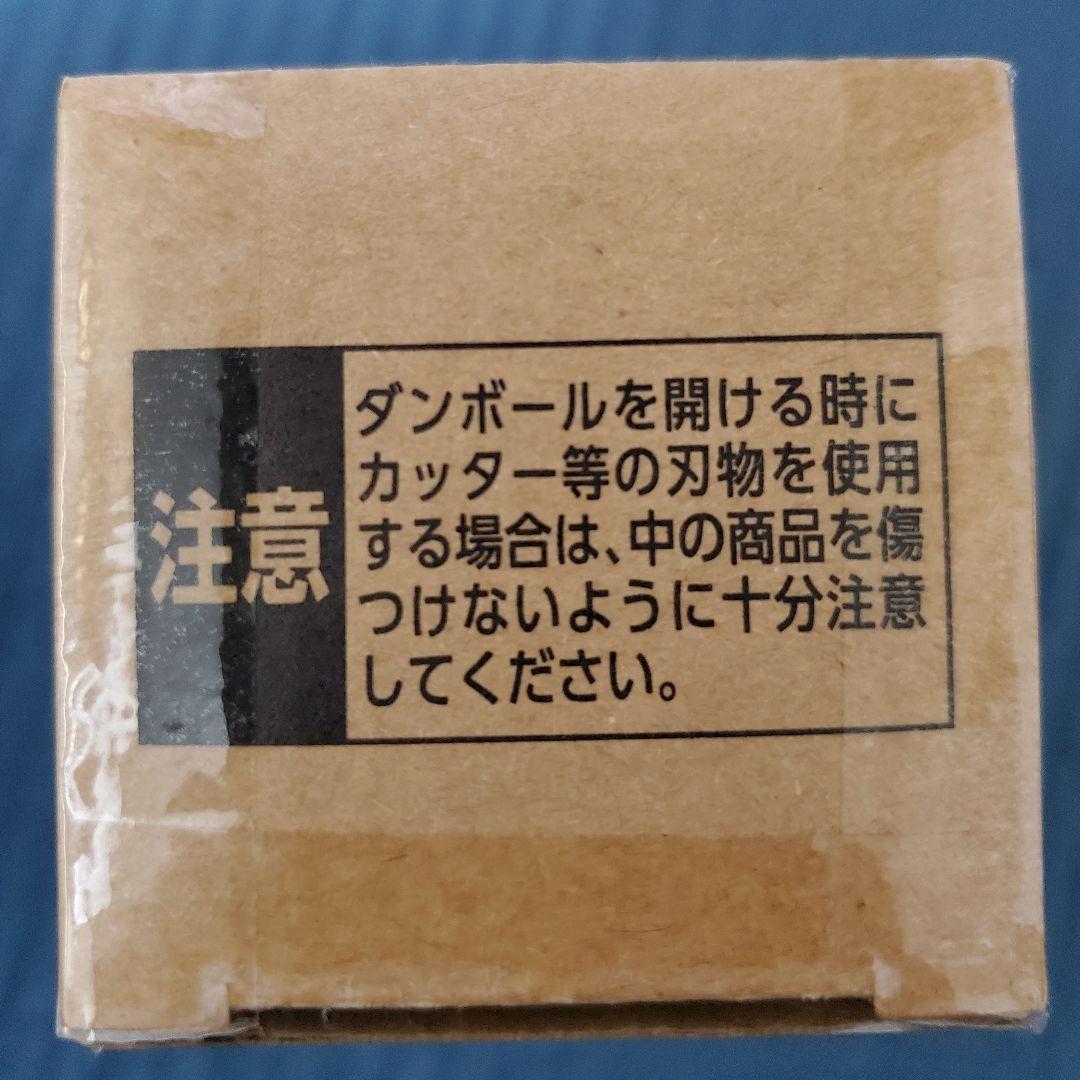 注意
ダンボールを開ける時に
カッター等の刃物を使用
する場合は、中の商品を傷
つけないように十分注意
してください。